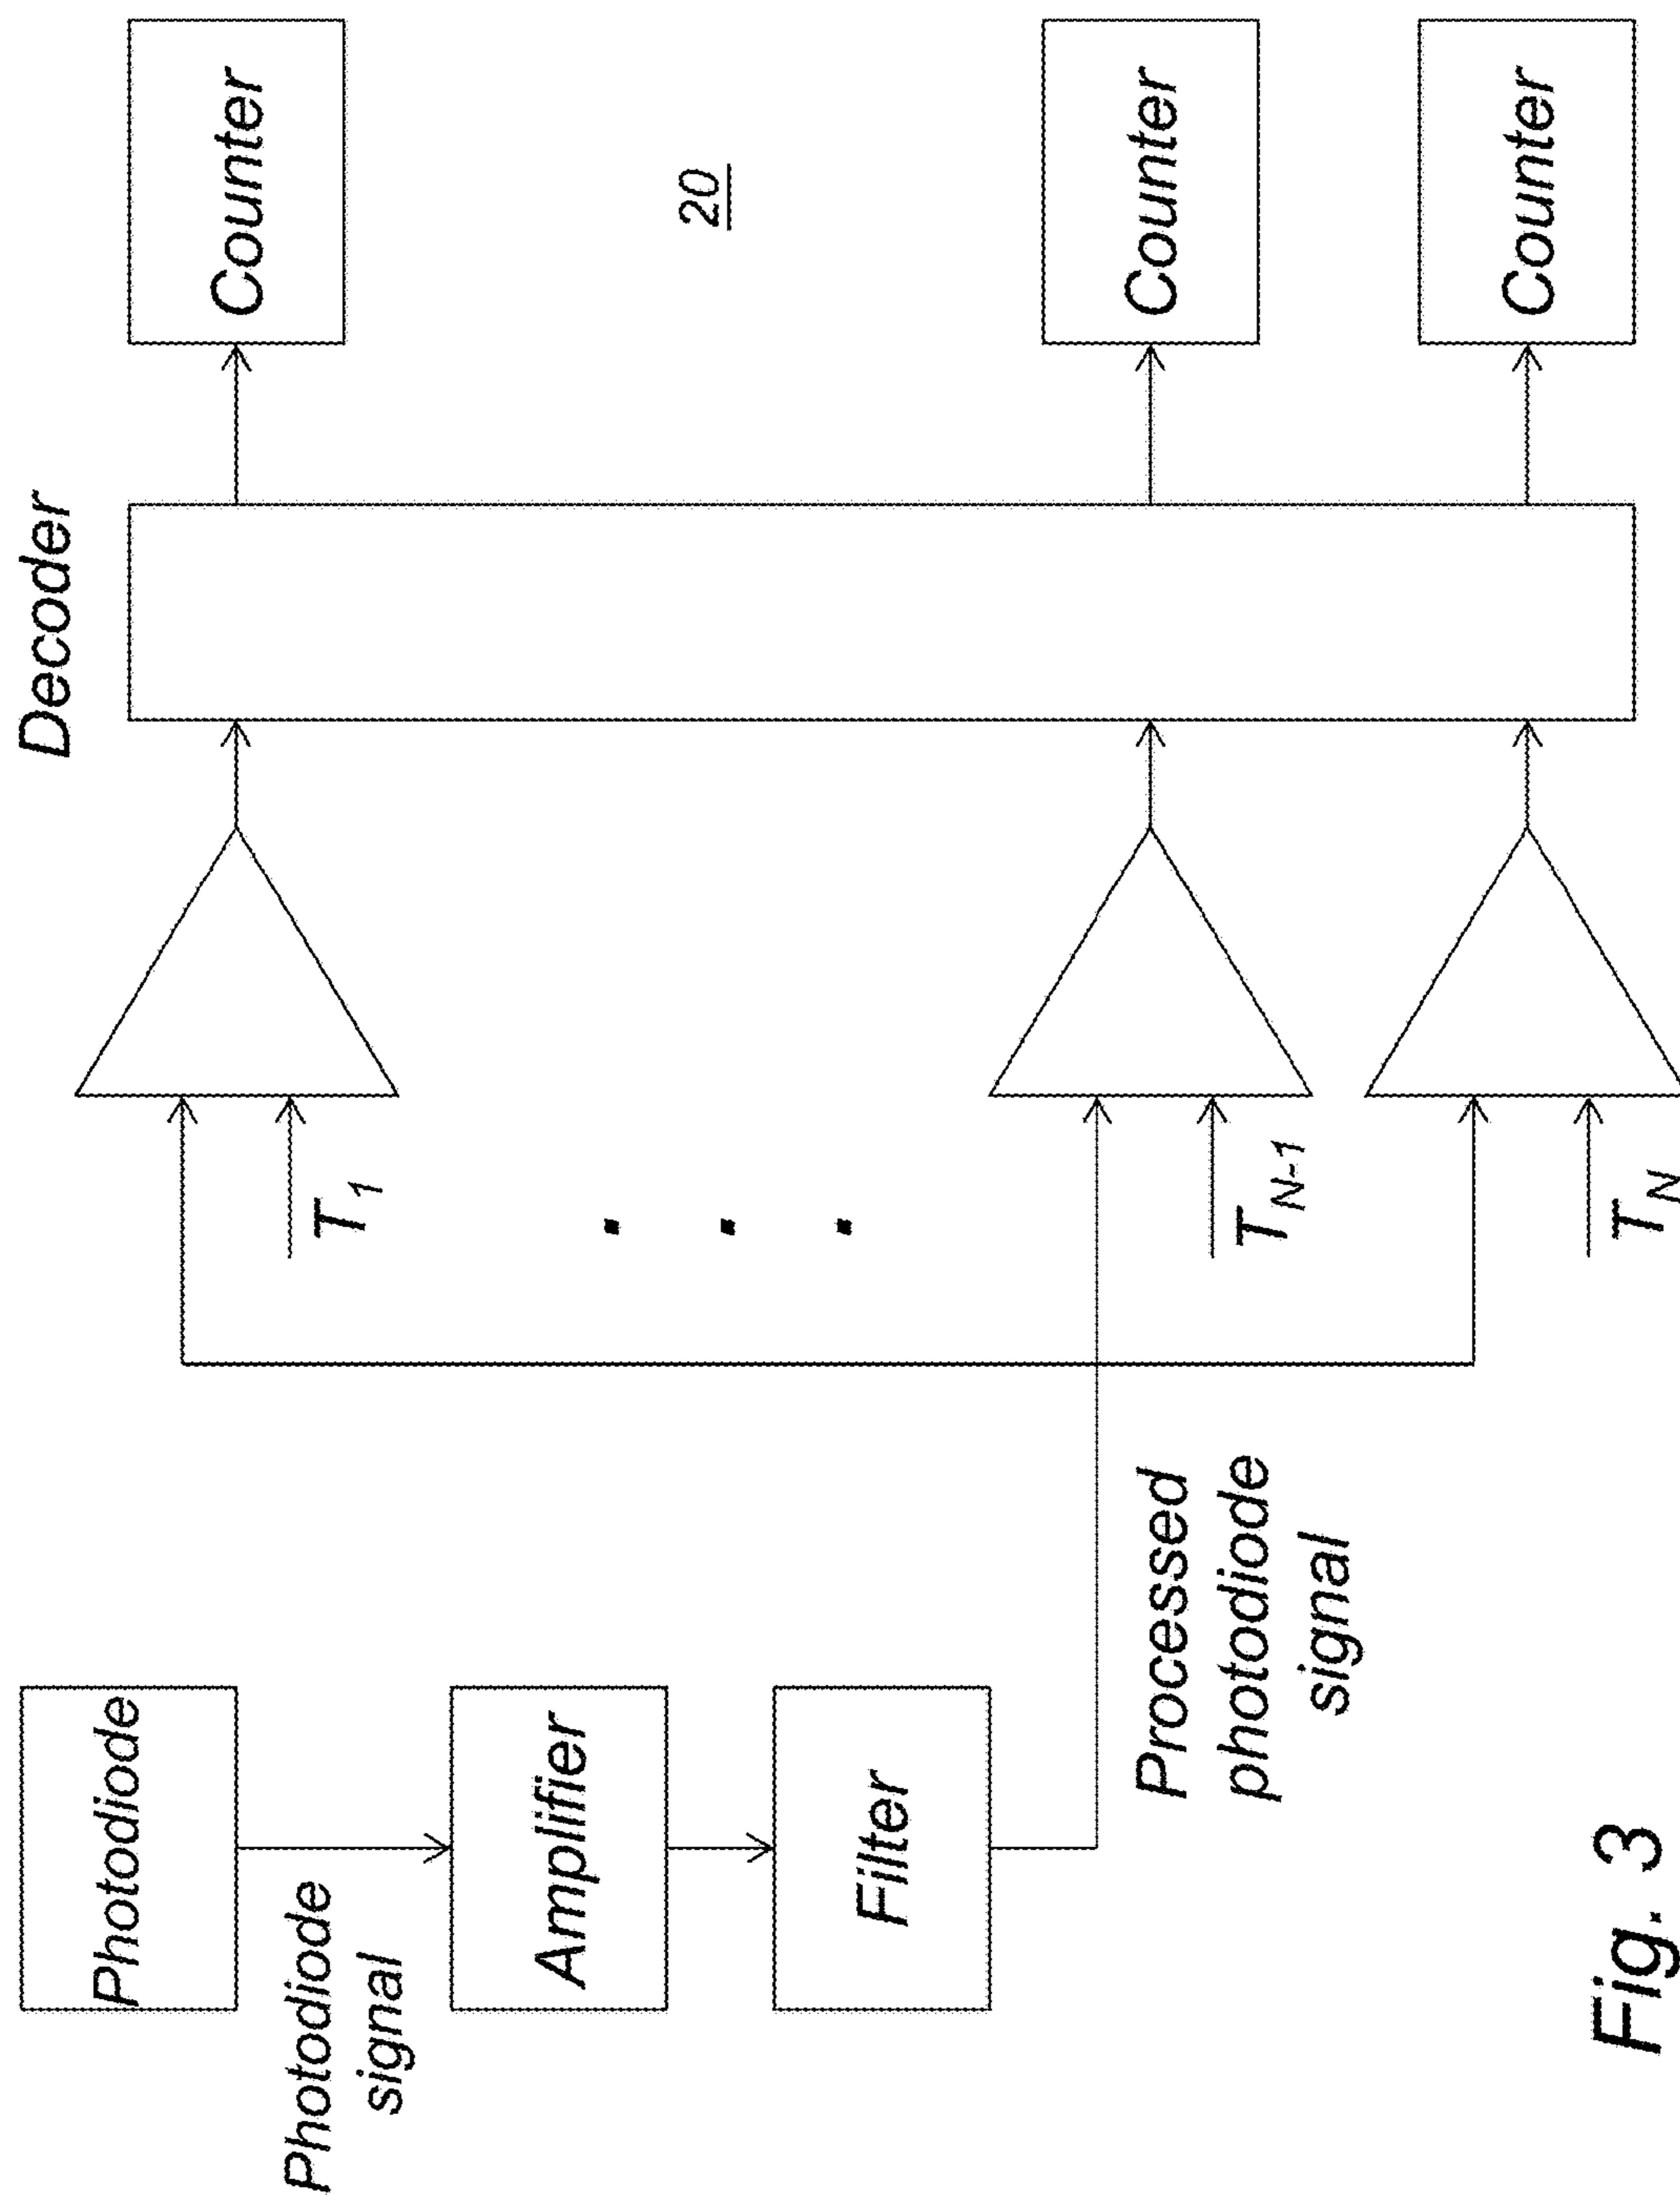 Photodiode
Photodiode
signal
Amplifier
Filter
Processed
photodiode
signal
T1
TN-1
TN
Decoder
Counter
20
Counter
Counter
Fig. 3